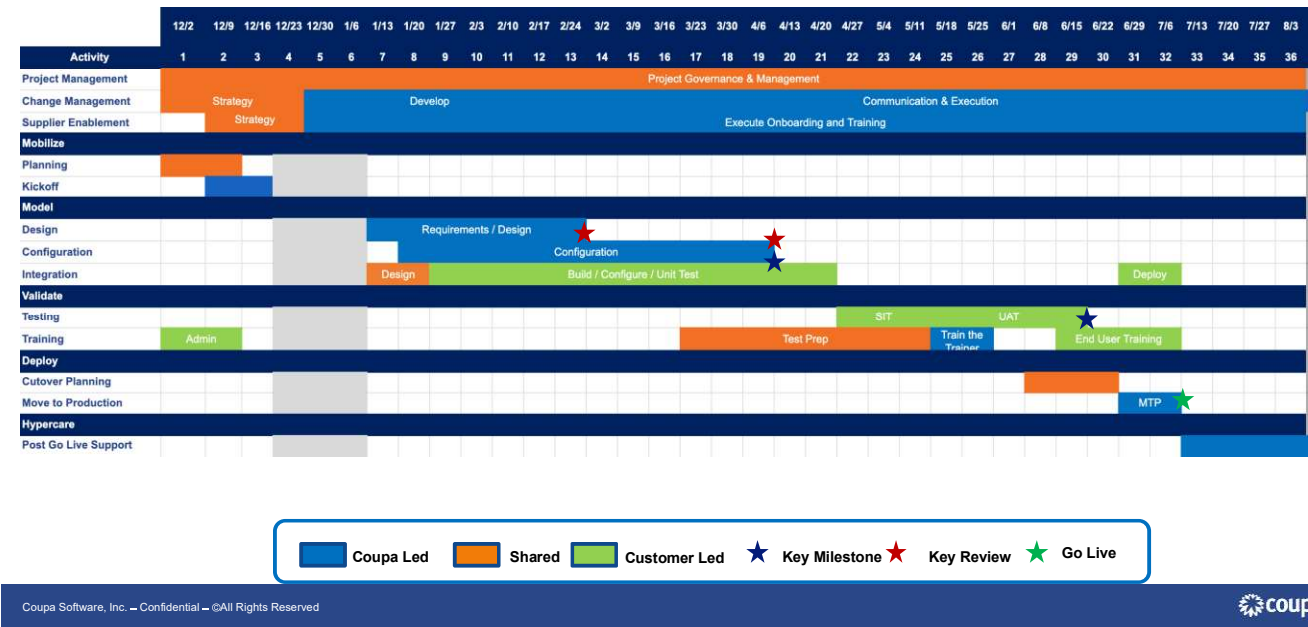 12/2 12/9 12/16 12/23 12/30 1/6 1/13 1/20 1/27 2/3 2/10 2/17 2/24 3/2 3/9 3/16 3/23 3/30 4/6 4/13 4/20 4/27 5/4 5/11 5/18 5/25 6/1 6/8 6/15 6/22 6/29 7/6 7/13 7/20 7/27 8/3
Activity 1 2 3 4 5 6 7 8 9 10 11 12 13 14 15 16 17 18 19 20 21 22 23 24 25 26 27 28 29 30 31 32 33 34 35 36
Project Management Project Governance & Management
Change Management Strategy Develop Communication & Execution
Supplier Enablement Strategy Execute Onboarding and Training
Mobilize
Planning
Kickoff
Model
Design Requirements / Design
Configuration Configuration
Integration Design Build / Configure / Unit Test Deploy
Validate
Testing SIT UAT
Training Admin Test Prep Train the Trainer End User Training
Deploy
Cutover Planning
Move to Production MTP
Hypercare
Post Go Live Support
Coupa Led Shared Customer Led Key Milestone Key Review Go Live
Coupa Software, Inc. – Confidential – ©All Rights Reserved
coup